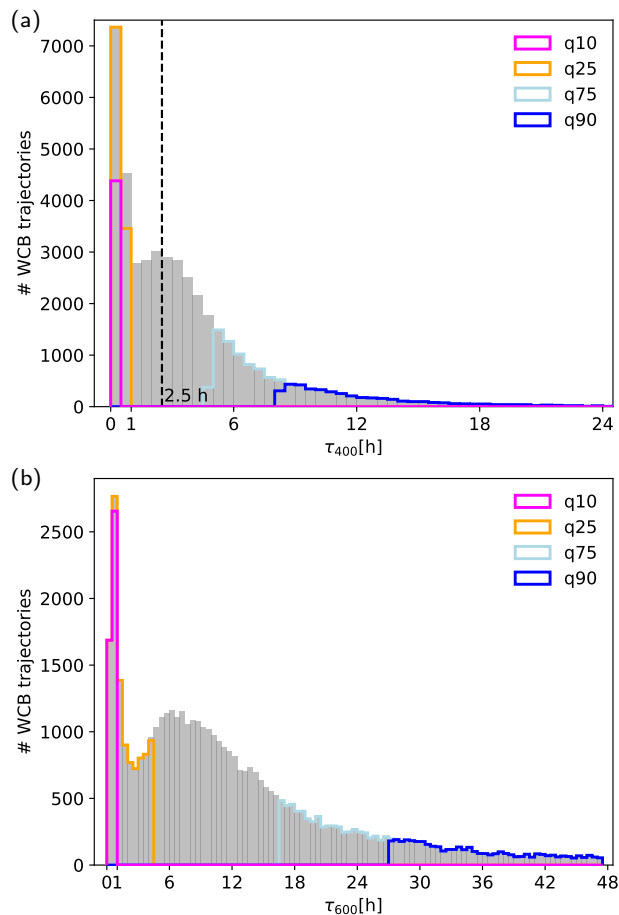 (a)
7000
6000
5000
4000
3000
2000
1000
0
# WCB trajectories
q10
q25
q75
q90
2.5 h
0 1 6 12 18 24
τ400[h]
(b)
2500
2000
1500
1000
500
0
# WCB trajectories
q10
q25
q75
q90
01 6 12 18 24 30 36 42 48
τ600[h]